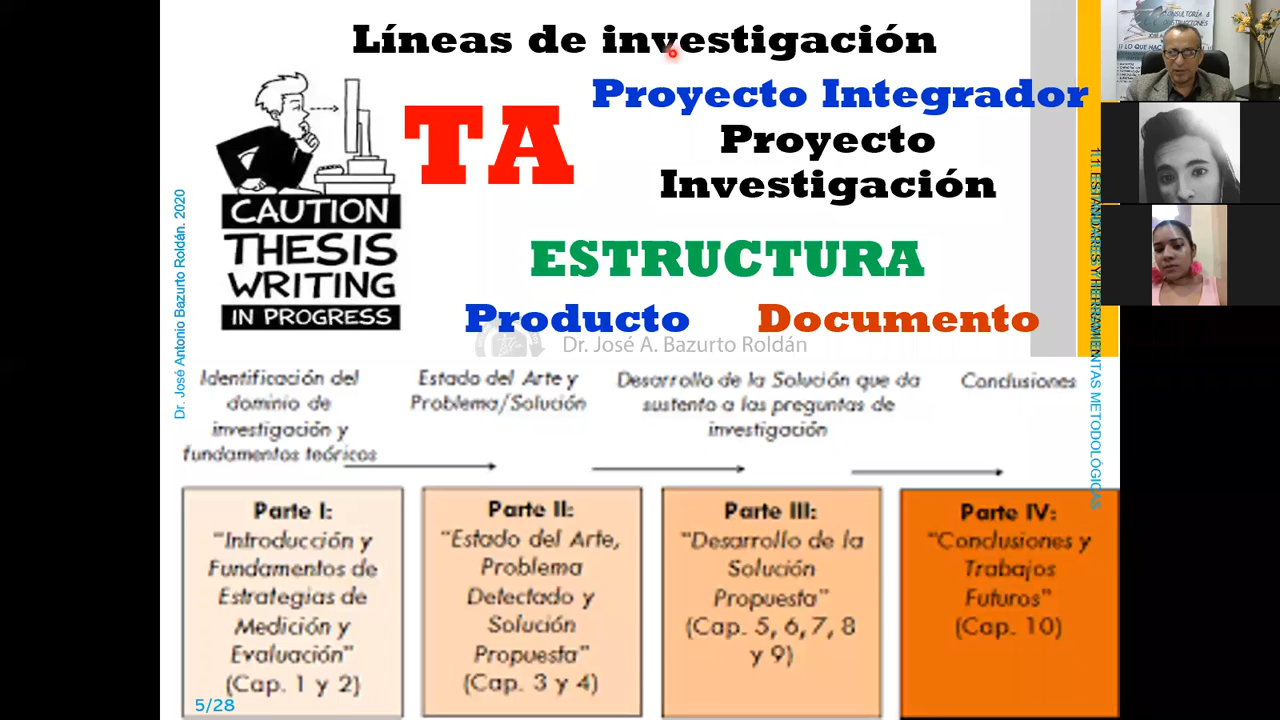 Líneas de investigación
TA
Proyecto Integrador
Proyecto
Investigación
CAUTION
THESIS
WRITING
IN PROGRESS
ESTRUCTURA
Producto
Documento
Dr. José A. Bazurto Roldán
Dr. José Antonio Bazurto Roldán. 2020
11. ESTÁNDARES Y HERRAMIENTAS METODOLÓGICAS
Identificación del
dominio de
investigación y
fundamentos teóricos
Estado del Arte y
Problema/Solución
Desarrollo de la Solución que da
sustento a las preguntas de
investigación
Conclusiones
Parte I:
"Introducción y
Fundamentos de
Estrategias de
Medición y
Evaluación"
(Cap. 1 y 2)
Parte II:
"Estado del Arte,
Problema
Detectado y
Solución
Propuesta"
(Cap. 3 y 4)
Parte III:
"Desarrollo de la
Solución
Propuesta"
(Cap. 5, 6, 7, 8
y 9)
Parte IV:
"Conclusiones y
Trabajos
Futuros"
(Cap. 10)
5/28